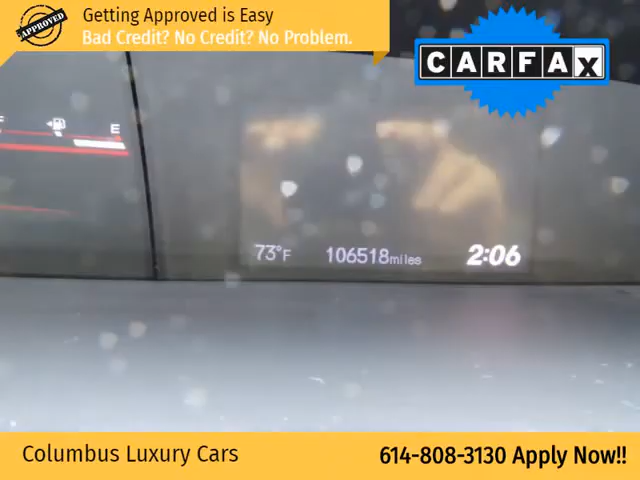 APPROVED
Getting Approved is Easy
Bad Credit? No Credit? No Problem.
CARFAX
F
E
73°F 106518miles 2:06
Columbus Luxury Cars
614-808-3130 Apply Now!!